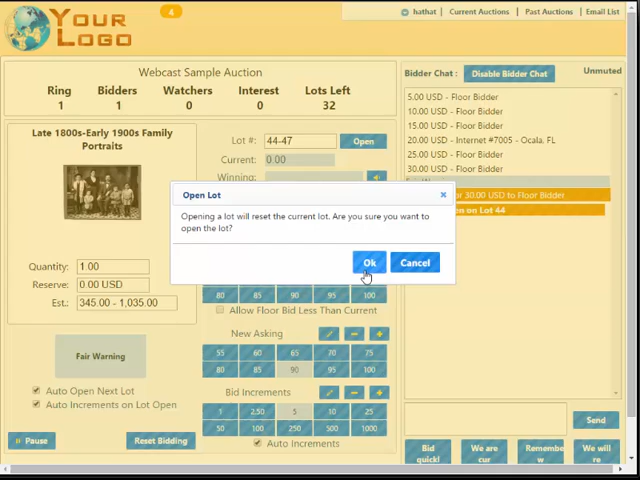 YOUR
LOGO
4
hathat | Current Auctions | Past Auctions | Email List
Webcast Sample Auction
Ring Bidders Watchers Interest Lots Left
1 1 0 0 32
Bidder Chat : Disable Bidder Chat Unmuted
5.00 USD - Floor Bidder
10.00 USD - Floor Bidder
15.00 USD - Floor Bidder
20.00 USD - Internet #7005 - Ocala, FL
25.00 USD - Floor Bidder
30.00 USD - Floor Bidder
for 30.00 USD to Floor Bidder
on Lot 44
Late 1800s-Early 1900s Family
Portraits
Lot #: 44-47 Open
Current: 0.00
Winning:
Open Lot ×
Opening a lot will reset the current lot. Are you sure you want to
open the lot?
Ok Cancel
Quantity: 1.00
Reserve: 0.00 USD
Est.: 345.00 - 1,035.00
80 85 90 95 100
Allow Floor Bid Less Than Current
New Asking - +
55 60 65 70 75
80 85 90 95 100
Bid Increments - +
1 2.50 5 10 25
50 100 250 500 1000
Auto Increments
Fair Warning
Auto Open Next Lot
Auto Increments on Lot Open
Pause Reset Bidding
Send
Bid
quick!
We are
cur
Remembe
w
We will
re